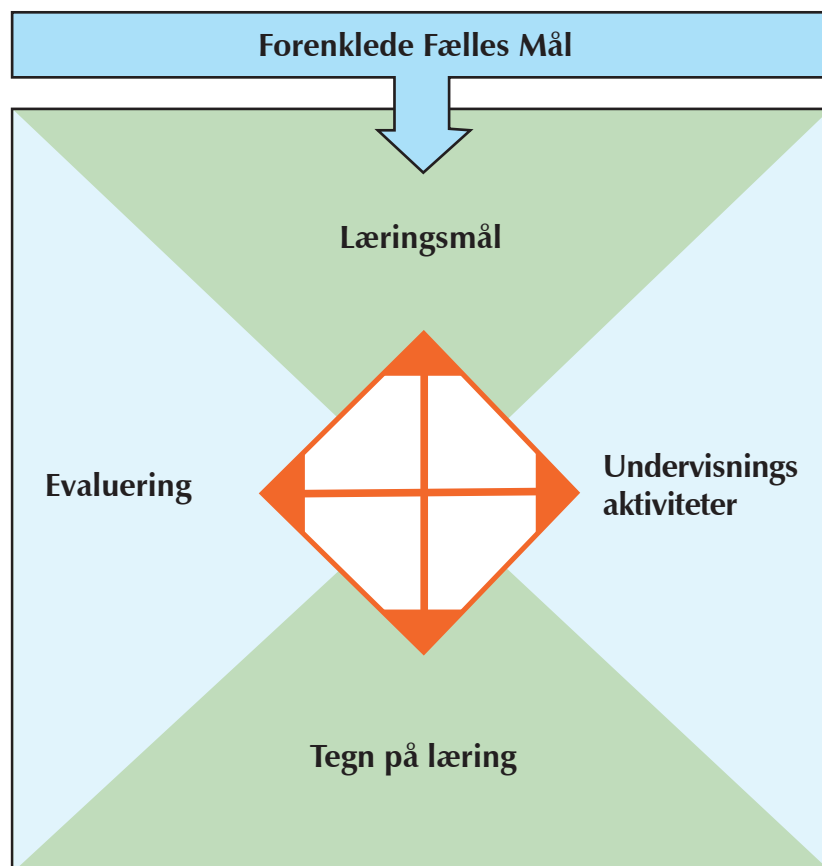 Forenklede Fælles Mål
Læringsmål
Evaluering
Undervisnings
aktiviteter
Tegn på læring